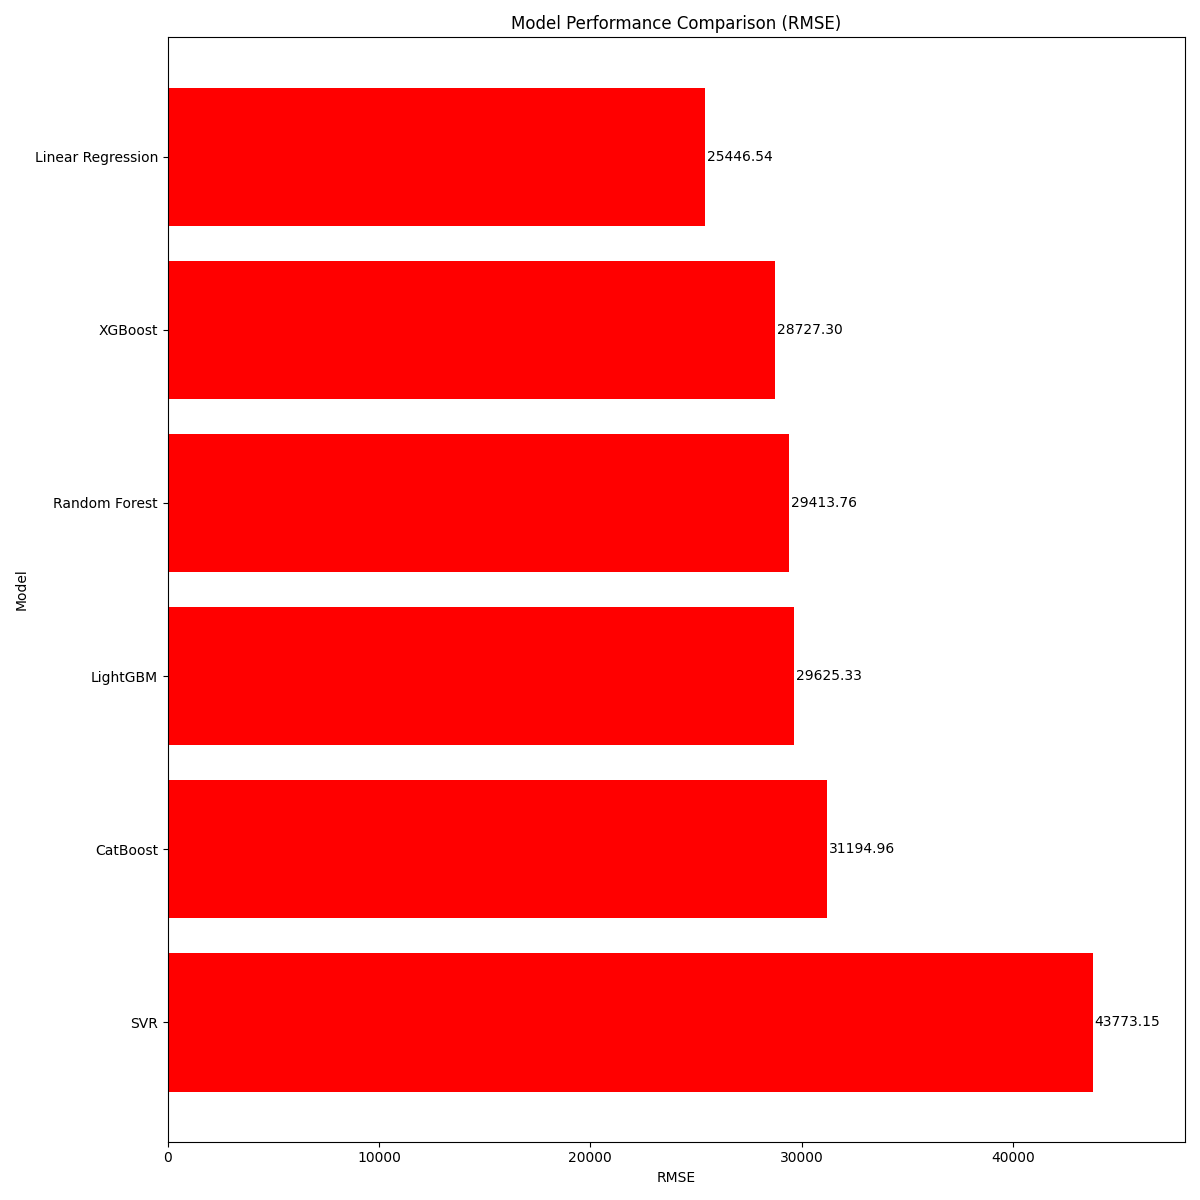 Model Performance Comparison (RMSE)
Model
Linear Regression
25446.54
XGBoost
28727.30
Random Forest
29413.76
LightGBM
29625.33
CatBoost
31194.96
SVR
43773.15
0 10000 20000 30000 40000
RMSE